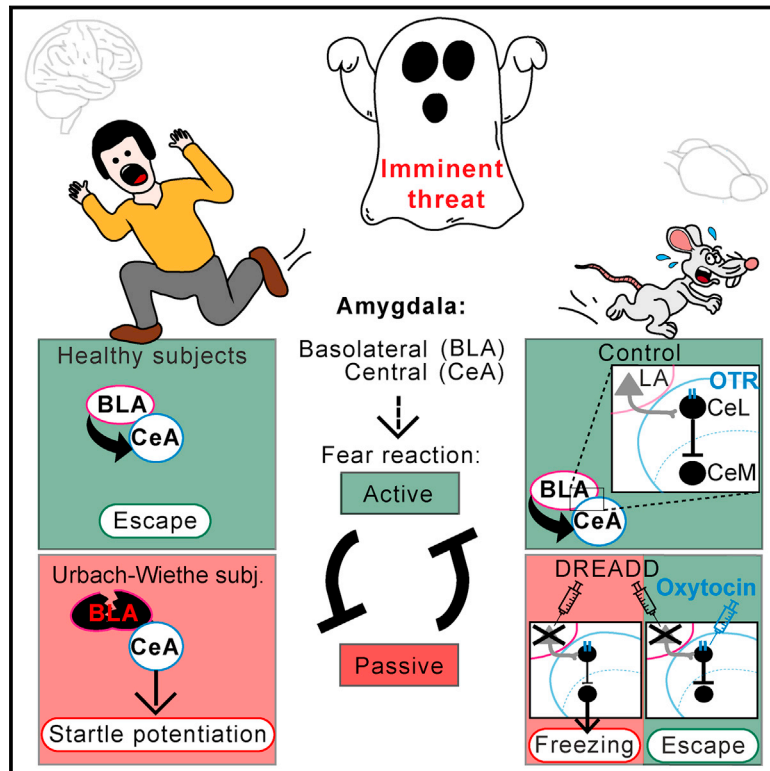 Imminent
threat
Amygdala:
Basolateral (BLA)
Central (CeA)
Fear reaction:
Active
Passive
Healthy subjects
BLA
CeA
Escape
Urbach-Wiethe subj.
BLA
CeA
Startle potentiation
Control
LA
OTR
CeL
CeM
BLA
CeA
DREADD
Oxytocin
Freezing
Escape